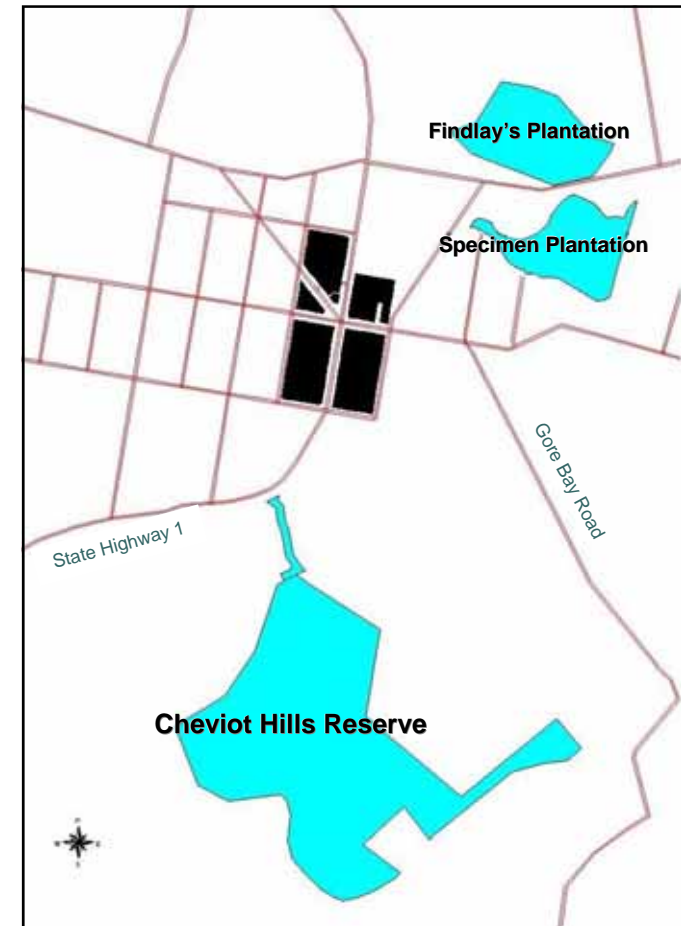 Findlay's Plantation
Specimen Plantation
Gore Bay Road
State Highway 1
Cheviot Hills Reserve